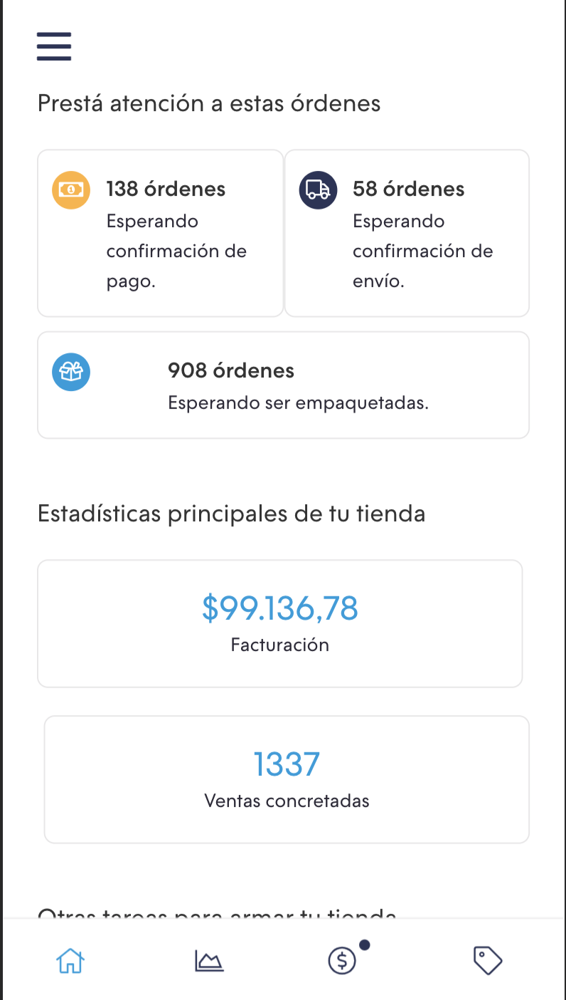 Prestá atención a estas órdenes
138 órdenes
Esperando
confirmación de
pago.
58 órdenes
Esperando
confirmación de
envío.
908 órdenes
Esperando ser empaquetadas.
Estadísticas principales de tu tienda
$99.136,78
Facturación
1337
Ventas concretadas
Otras tareas para armar tu tienda